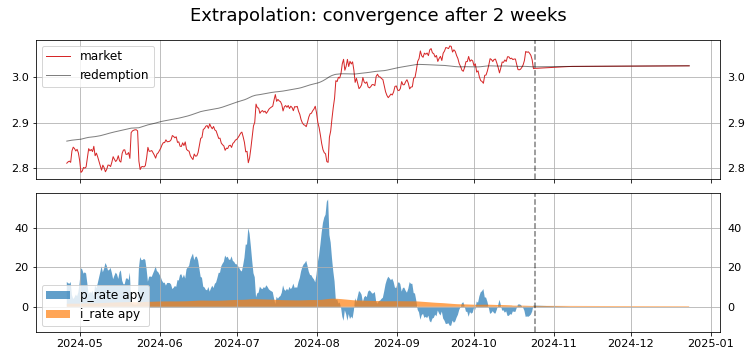 Extrapolation: convergence after 2 weeks
market
redemption
3.0
2.9
2.8
3.0
2.9
2.8
40
20
0
40
20
0
p_rate apy
i_rate apy
2024-05 2024-06 2024-07 2024-08 2024-09 2024-10 2024-11 2024-12 2025-01